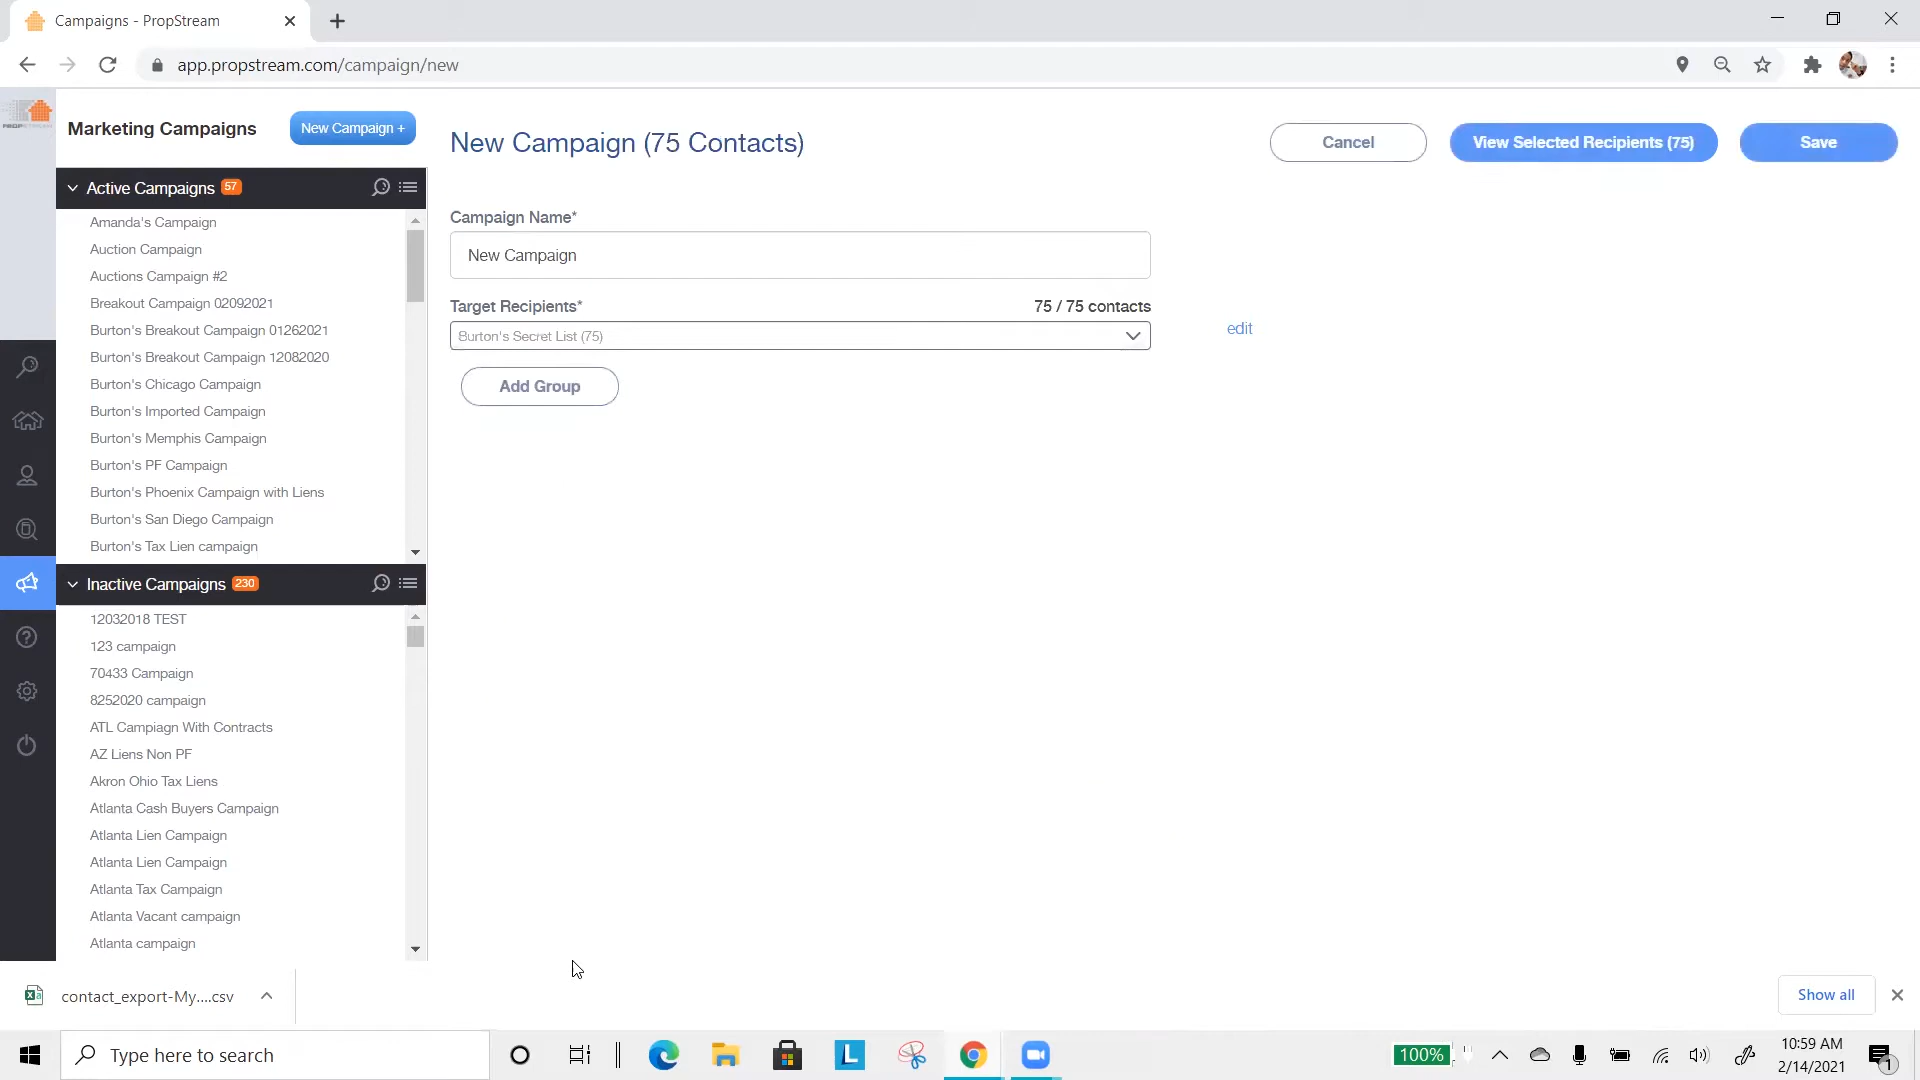 Campaigns - PropStream
app.propstream.com/campaign/new
PROPSTREAM
Marketing Campaigns
New Campaign +
New Campaign (75 Contacts)
Cancel
View Selected Recipients (75)
Save
Active Campaigns 57
Amanda's Campaign
Auction Campaign
Auctions Campaign #2
Breakout Campaign 02092021
Burton's Breakout Campaign 01262021
Burton's Breakout Campaign 12082020
Burton's Chicago Campaign
Burton's Imported Campaign
Burton's Memphis Campaign
Burton's PF Campaign
Burton's Phoenix Campaign with Liens
Burton's San Diego Campaign
Burton's Tax Lien campaign
Inactive Campaigns 230
12032018 TEST
123 campaign
70433 Campaign
8252020 campaign
ATL Campiagn With Contracts
AZ Liens Non PF
Akron Ohio Tax Liens
Atlanta Cash Buyers Campaign
Atlanta Lien Campaign
Atlanta Lien Campaign
Atlanta Tax Campaign
Atlanta Vacant campaign
Atlanta campaign
Campaign Name*
New Campaign
Target Recipients*
75 / 75 contacts
Burton's Secret List (75)
edit
Add Group
contact_export-My....csv
Show all
Type here to search
L
100%
10:59 AM
2/14/2021
1